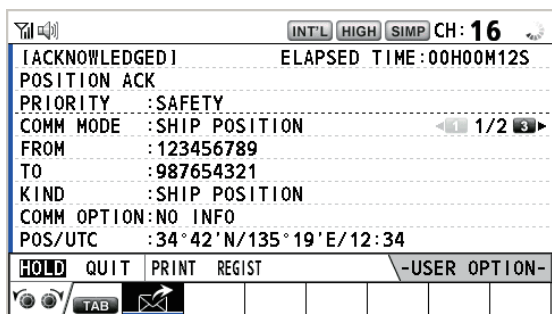 INT'L HIGH SIMP CH:16
[ACKNOWLEDGED] ELAPSED TIME:00H00M12S
POSITION ACK
PRIORITY :SAFETY
COMM MODE :SHIP POSITION 1 1/2 3
FROM :123456789
TO :987654321
KIND :SHIP POSITION
COMM OPTION:NO INFO
POS/UTC :34°42'N/135°19'E/12:34
HOLD QUIT PRINT REGIST -USER OPTION-
TAB